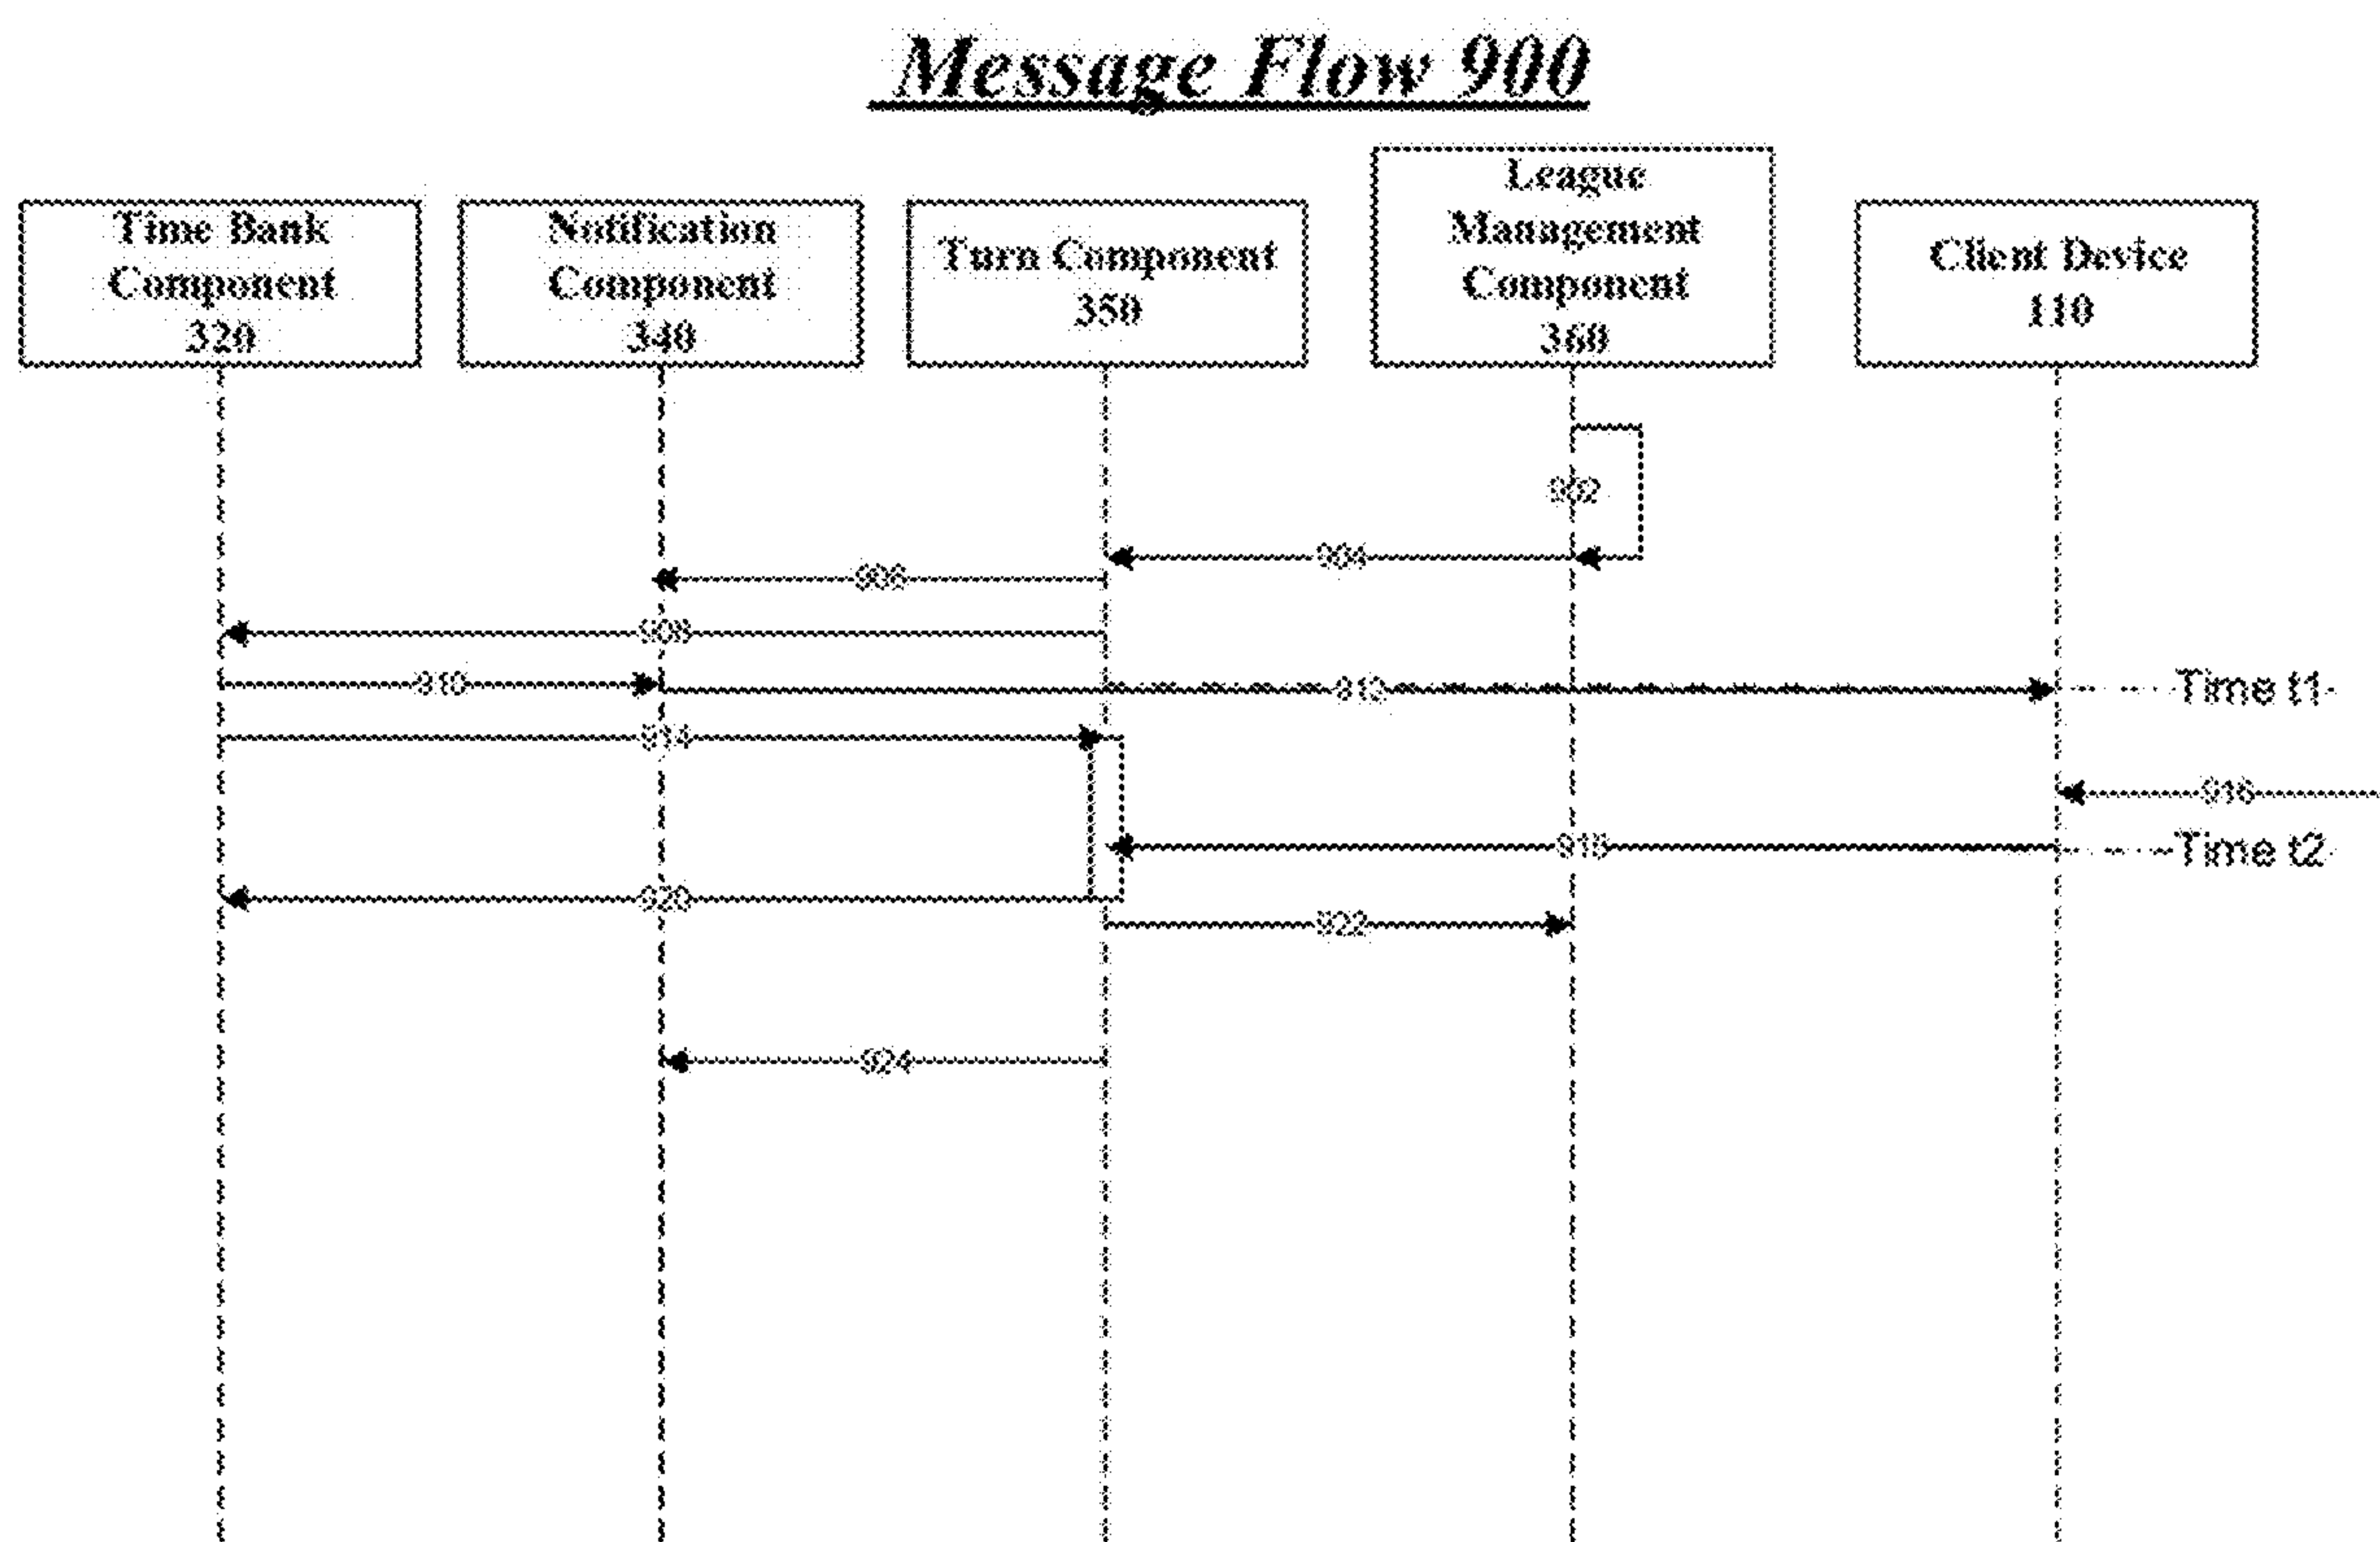 Message Flow 900
Time Bank
Component
320
Notification
Component
340
Turn Component
350
League
Management
Component
360
Client Device
110
902
904
906
908
910
912
Time t1
914
916
918
Time t2
920
922
924